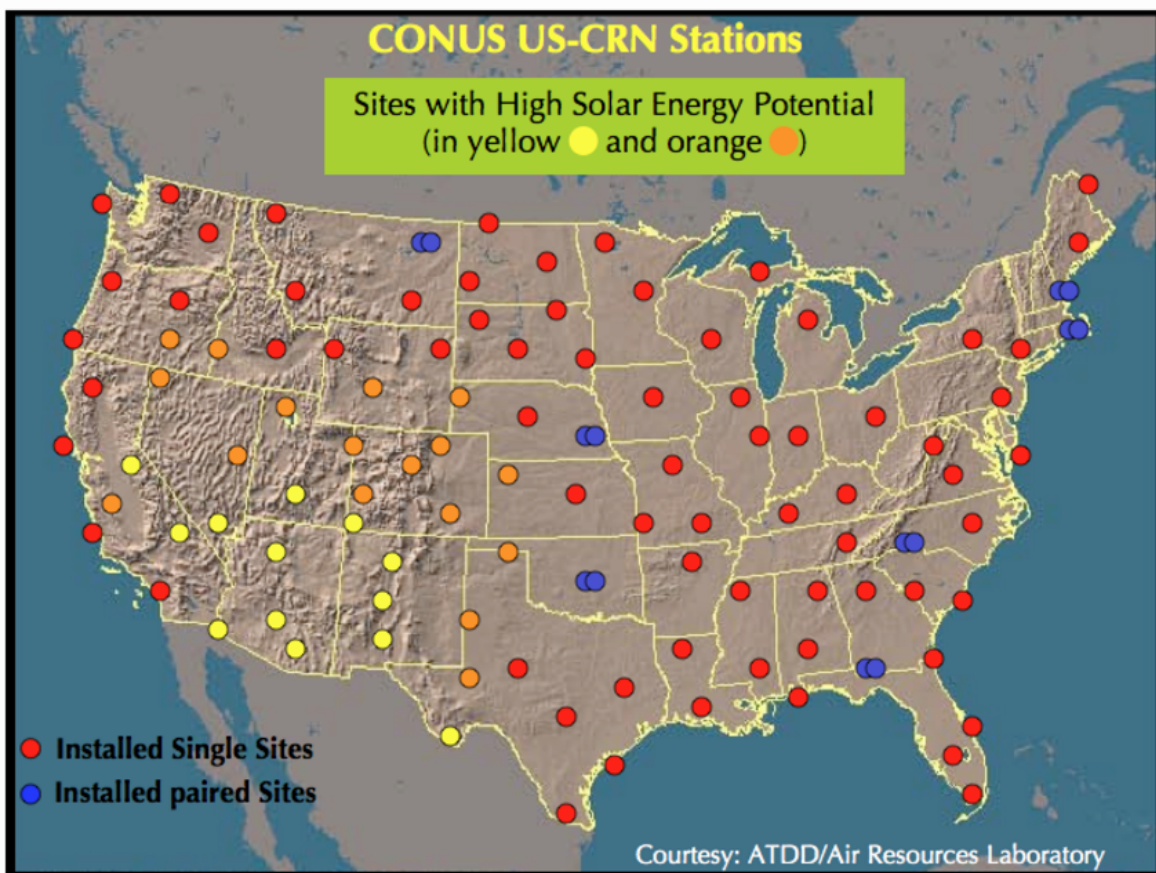 CONUS US-CRN Stations
Sites with High Solar Energy Potential
(in yellow and orange )
Installed Single Sites
Installed paired Sites
Courtesy: ATDD/Air Resources Laboratory